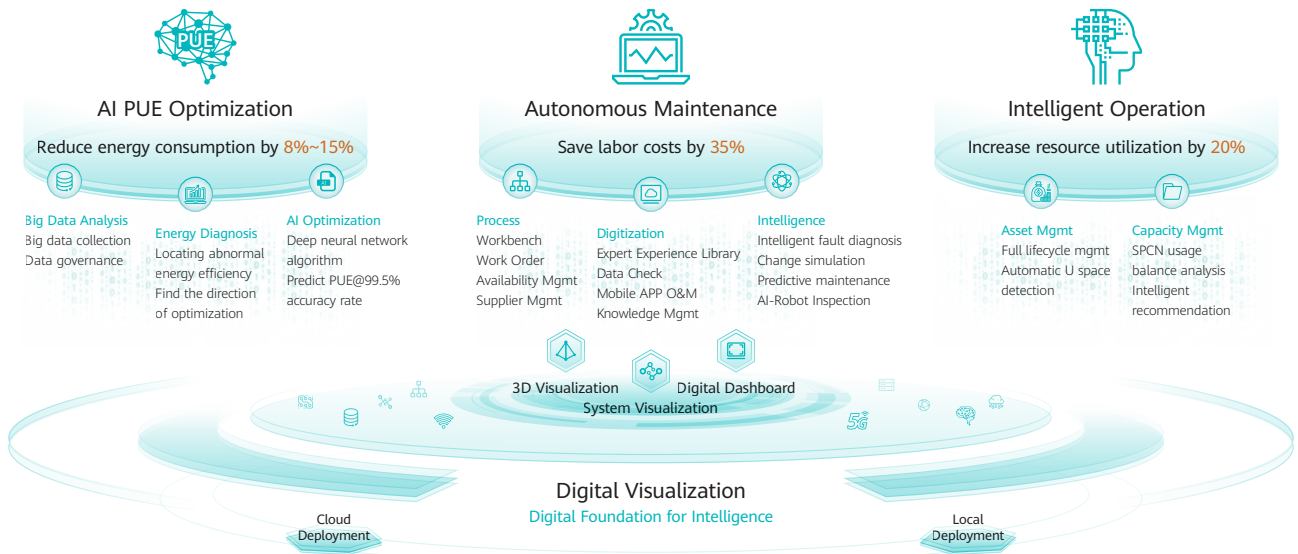 PUE
AI PUE Optimization
Reduce energy consumption by 8%~15%
Big Data Analysis
Big data collection
Data governance
Energy Diagnosis
Locating abnormal
energy efficiency
Find the direction
of optimization
AI Optimization
Deep neural network
algorithm
Predict PUE@99.5%
accuracy rate
Autonomous Maintenance
Save labor costs by 35%
Process
Workbench
Work Order
Availability Mgmt
Supplier Mgmt
Digitization
Expert Experience Library
Data Check
Mobile APP O&M
Knowledge Mgmt
Intelligence
Intelligent fault diagnosis
Change simulation
Predictive maintenance
AI-Robot Inspection
Intelligent Operation
Increase resource utilization by 20%
Asset Mgmt
Full lifecycle mgmt
Automatic U space
detection
Capacity Mgmt
SPCN usage
balance analysis
Intelligent
recommendation
3D Visualization
Digital Dashboard
System Visualization
5G
Digital Visualization
Digital Foundation for Intelligence
Cloud
Deployment
Local
Deployment